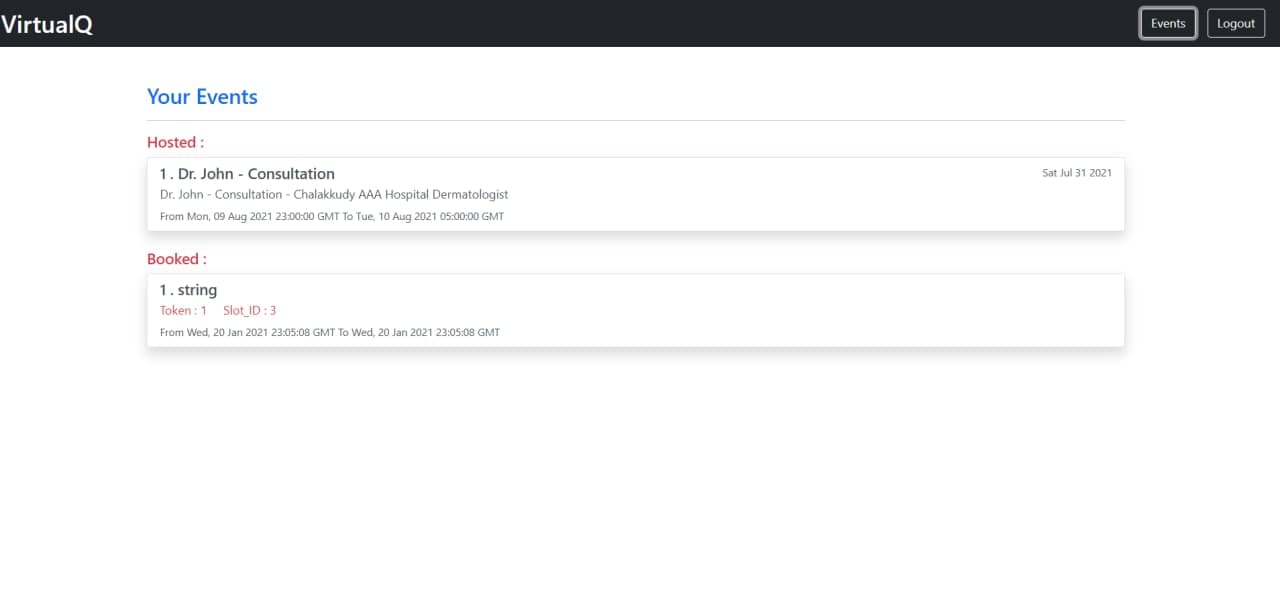 VirtualQ
Events
Logout
Your Events
Hosted :
1 . Dr. John - Consultation
Sat Jul 31 2021
Dr. John - Consultation - Chalakkudy AAA Hospital Dermatologist
From Mon, 09 Aug 2021 23:00:00 GMT To Tue, 10 Aug 2021 05:00:00 GMT
Booked :
1 . string
Token : 1 Slot_ID : 3
From Wed, 20 Jan 2021 23:05:08 GMT To Wed, 20 Jan 2021 23:05:08 GMT